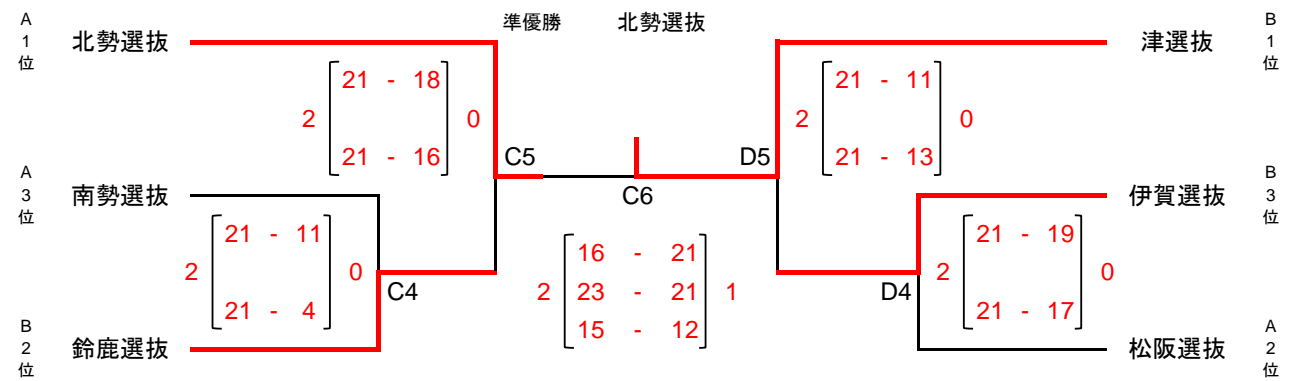 A 1 位 北勢選抜 準優勝 北勢選抜 津選抜 B 1 位
2 21 - 18 0
21 - 16
2 21 - 11 0
21 - 13
C5 D5
C6
A 3 位 南勢選抜 伊賀選抜 B 3 位
2 21 - 11 0
21 - 4
C4
2 16 - 21 1
23 - 21
15 - 12
2 21 - 19 0
21 - 17
D4
B 2 位 鈴鹿選抜 松阪選抜 A 2 位